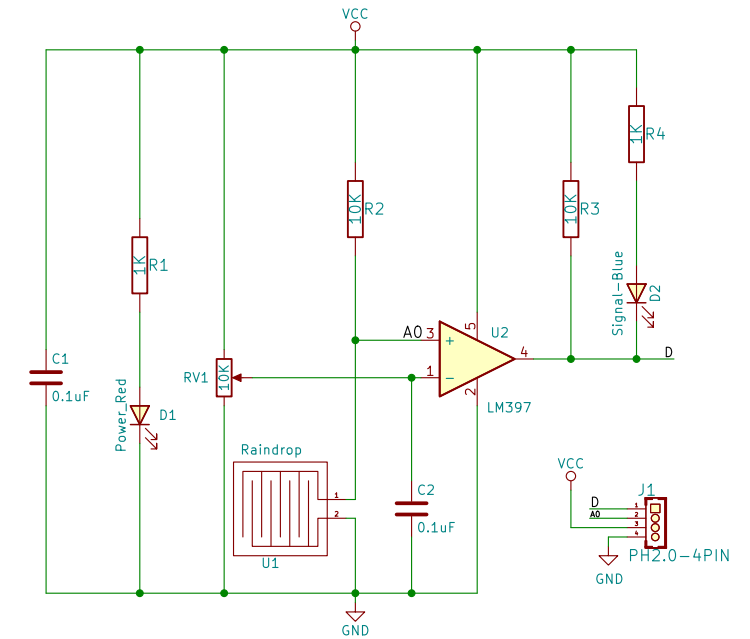 VCC
1K
R4
10K
R2
10K
R3
1K
R1
Signal-Blue
D2
A0
3
+
5
U2
4
D
C1
0.1uF
RV1
10K
1
-
2
LM397
Power_Red
D1
Raindrop
1
2
U1
C2
0.1uF
VCC
J1
D
1
A0
2
3
4
PH2.0-4PIN
GND
GND